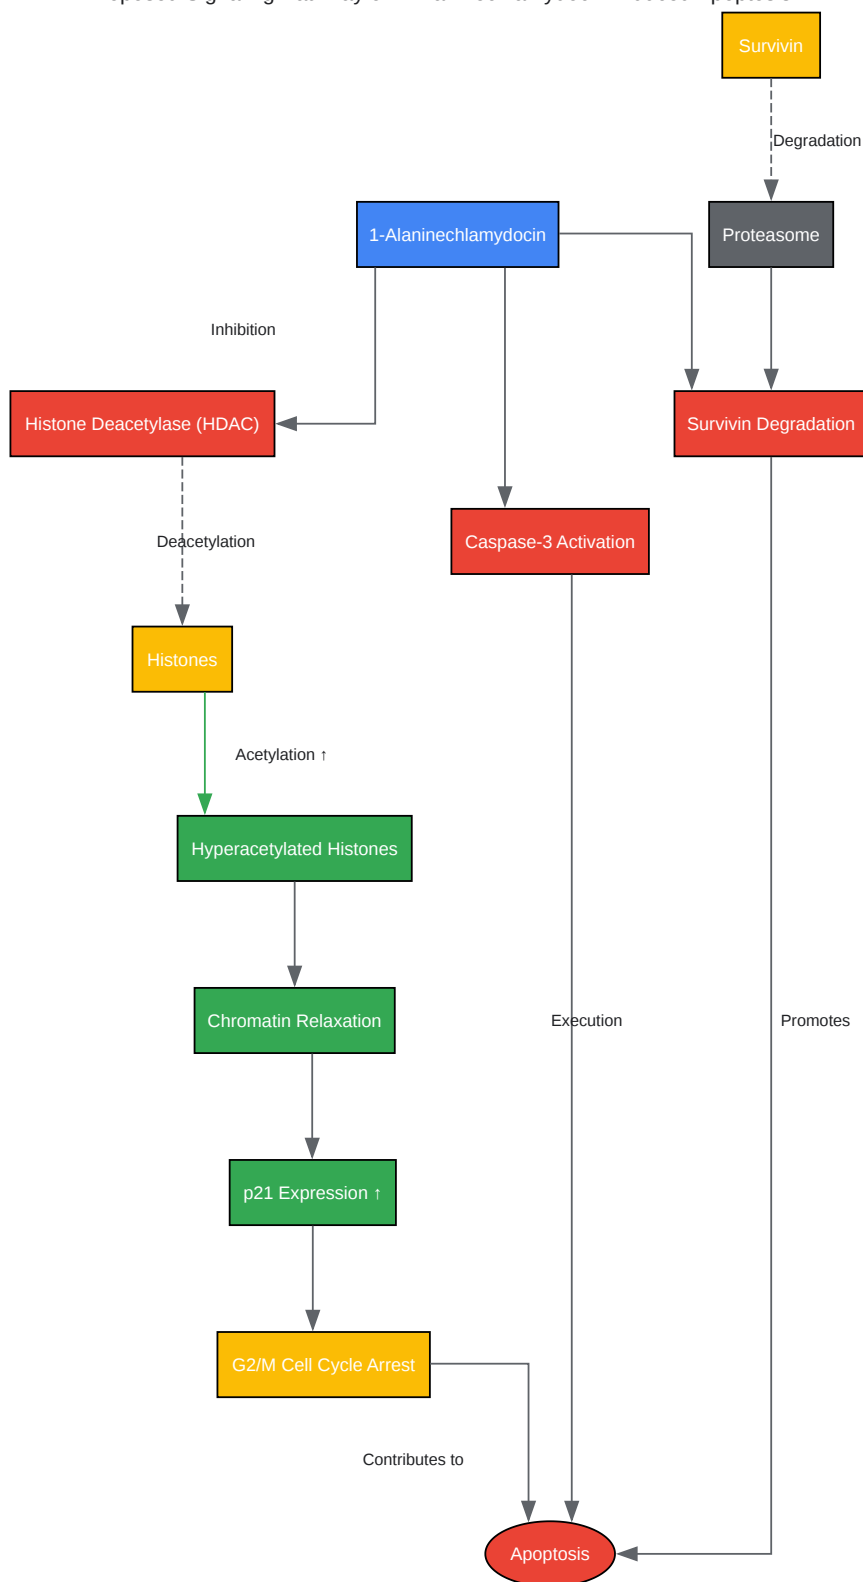 Survivin
Degradation
1-Alaninechlamydocin
Proteasome
Inhibition
Histone Deacetylase (HDAC)
Survivin Degradation
Deacetylation
Caspase-3 Activation
Histones
Acetylation ↑
Hyperacetylated Histones
Chromatin Relaxation
Execution
Promotes
p21 Expression ↑
G2/M Cell Cycle Arrest
Contributes to
Apoptosis